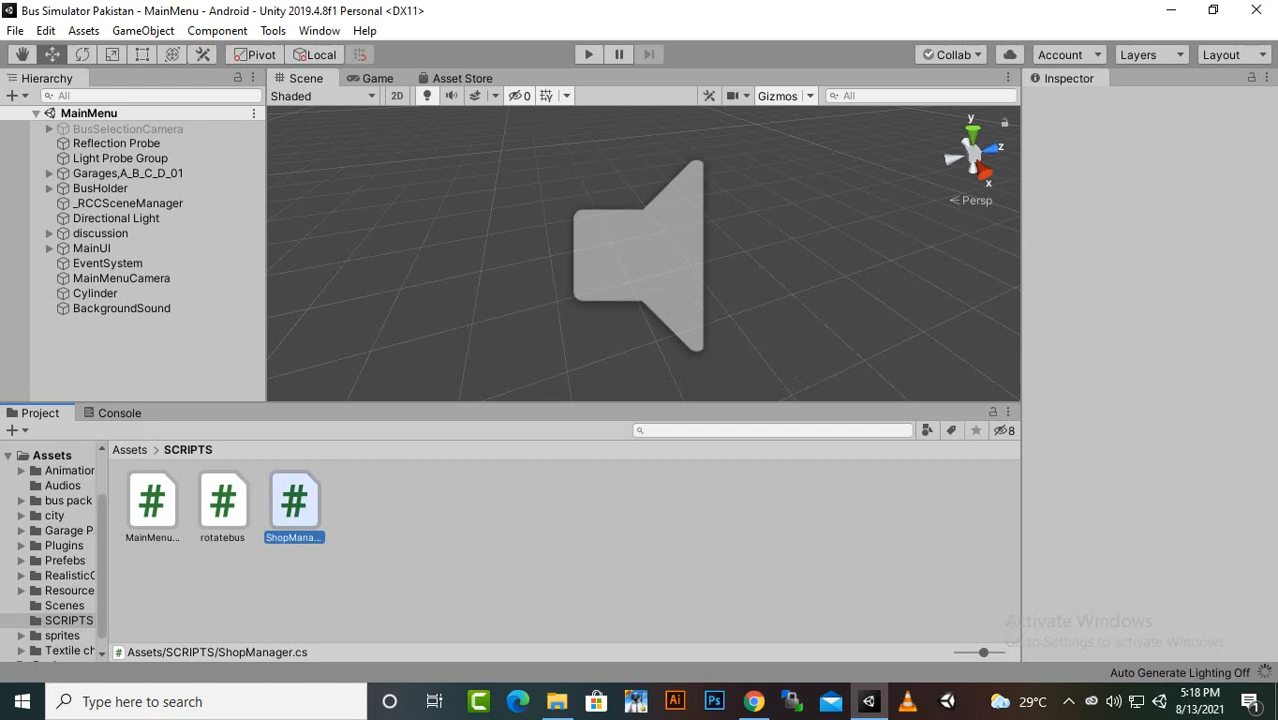 Bus Simulator Pakistan - MainMenu - Android - Unity 2019.4.8f1 Personal <DX11>
File Edit Assets GameObject Component Tools Window Help
Pivot Local Collab Account Layers Layout
Hierarchy Scene Game Asset Store Inspector
All Shaded 2D 0 Gizmos All
MainMenu
BusSelectionCamera
Reflection Probe
Light Probe Group
Garages,A_B_C_D_01
BusHolder
_RCCSceneManager
Directional Light
discussion
MainUI
EventSystem
MainMenuCamera
Cylinder
BackgroundSound
y
z
x
< Persp
Project Console
8
Assets > SCRIPTS
Assets
Animation
Audios
bus pack
city
Garage P
Plugins
Prefebs
RealisticC
Resource
Scenes
SCRIPTS
sprites
Textile ch
# # #
MainMenu... rotatebus ShopMana...
# Assets/SCRIPTS/ShopManager.cs
Activate Windows
Go to Settings to activate Windows.
Auto Generate Lighting Off
Type here to search
Ai Ps 29°C 5:18 PM
8/13/2021